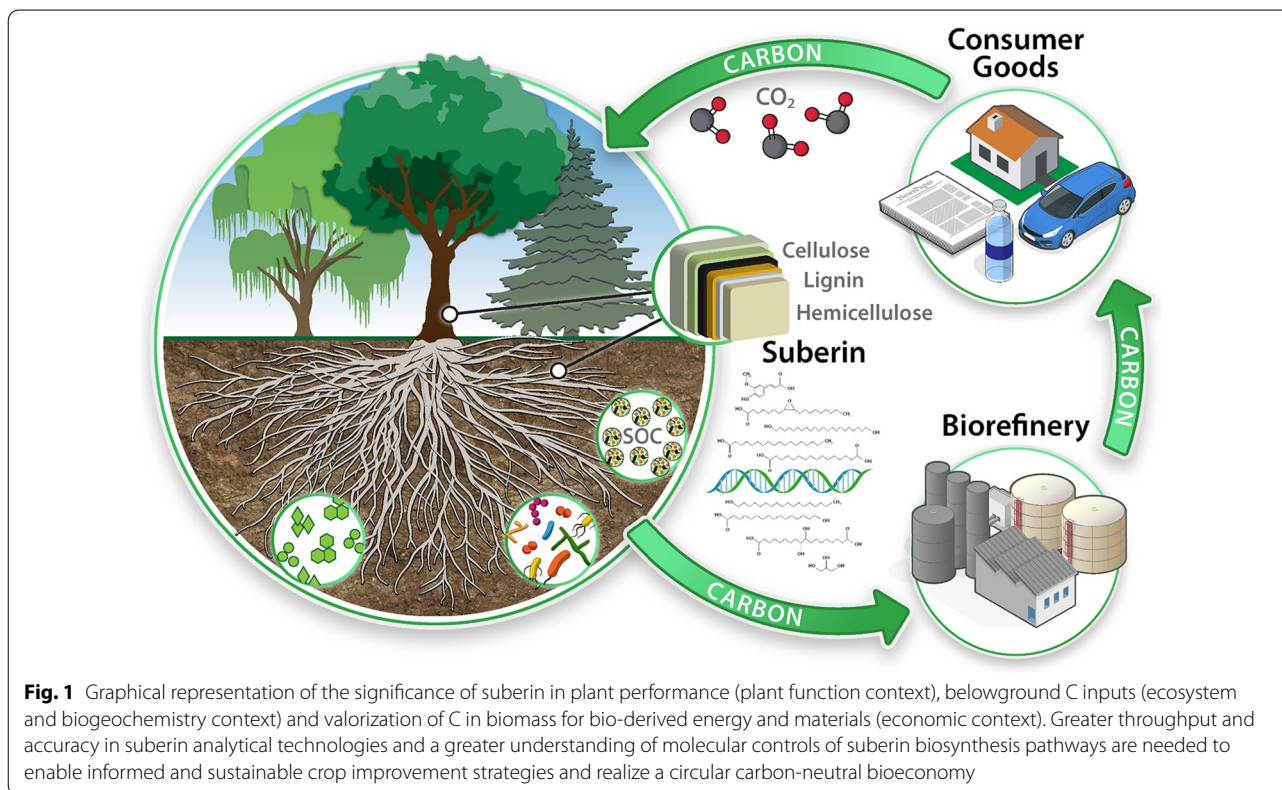 Consumer
Goods
CARBON
CO₂
NewsPaper
Cellulose
Lignin
Hemicellulose
Suberin
SOC
CARBON
Biorefinery
CARBON
Fig. 1 Graphical representation of the significance of suberin in plant performance (plant function context), belowground C inputs (ecosystem
and biogeochemistry context) and valorization of C in biomass for bio-derived energy and materials (economic context). Greater throughput and
accuracy in suberin analytical technologies and a greater understanding of molecular controls of suberin biosynthesis pathways are needed to
enable informed and sustainable crop improvement strategies and realize a circular carbon-neutral bioeconomy